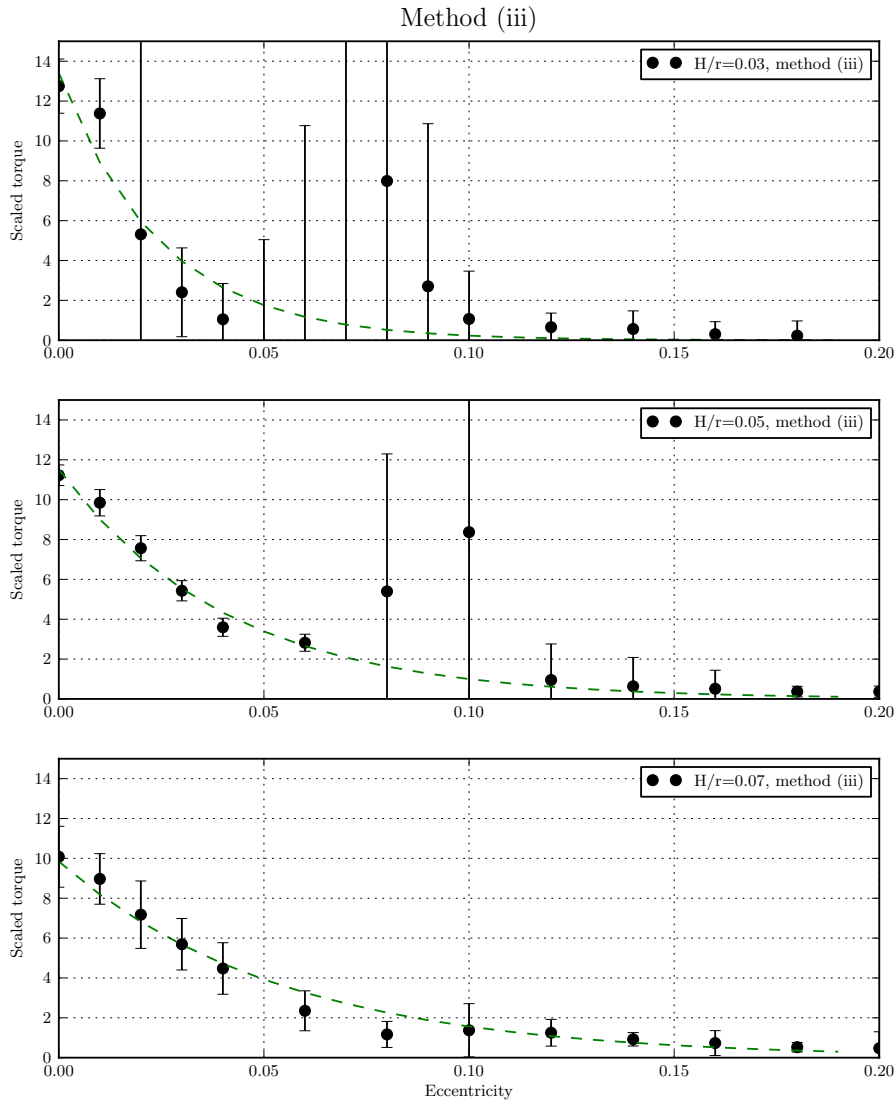 Method (iii)
14
12
10
8
6
4
2
0
Scaled torque
H/r=0.03, method (iii)
0.00 0.05 0.10 0.15 0.20
14
12
10
8
6
4
2
0
Scaled torque
H/r=0.05, method (iii)
0.00 0.05 0.10 0.15 0.20
14
12
10
8
6
4
2
0
Scaled torque
H/r=0.07, method (iii)
0.00 0.05 0.10 0.15 0.20
Eccentricity